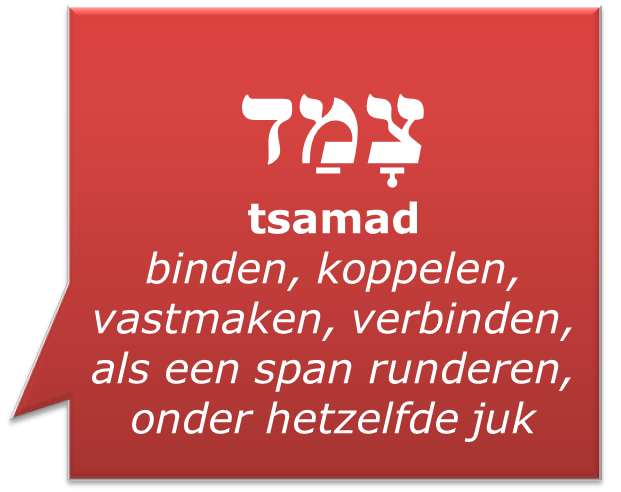 צָמַד
tsamad
binden, koppelen,
vastmaken, verbinden,
als een span runderen,
onder hetzelfde juk